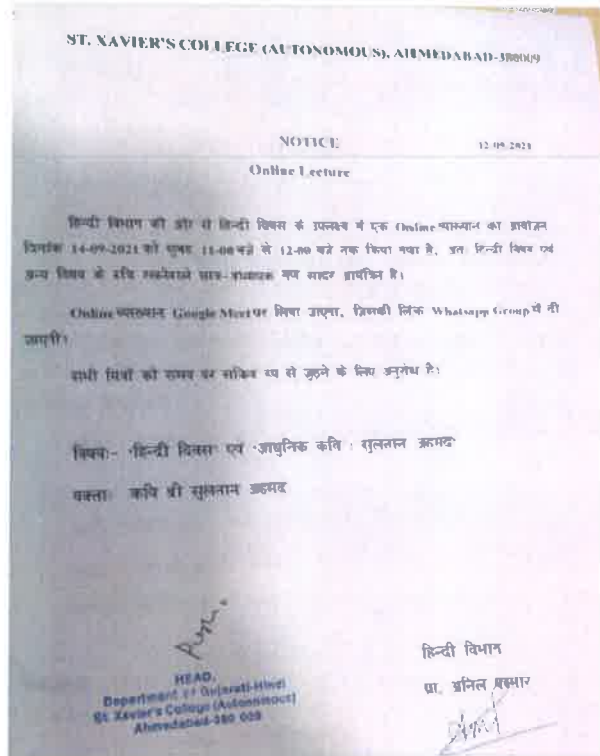 ST. XAVIER'S COLLEGE (AUTONOMOUS), AHMEDABAD-380009
NOTICE 12-09-2021
Online Lecture
हिन्दी विभाग की ओर से हिन्दी दिवस के उपलक्ष्य में एक Online व्याख्यान का आयोजन
दिनांक 14-09-2021 को सुबह 11-00 बजे से 12-00 बजे तक किया गया है, अतः हिन्दी विषय एवं
अन्य विषय के रुचि रखनेवाले छात्र-अध्यापक सादर आमंत्रित है।
Online व्याख्यान Google Meet पर लिया जाएगा, जिसकी लिंक Whatsapp Group में दी
जाएगी।
सभी मित्रों को समय पर सक्रिय रूप से जुड़ने के लिए अनुरोध है।
विषय:- 'हिन्दी दिवस' एवं 'आधुनिक कवि : सुलतान अहमद'
वक्ता: कवि श्री सुलतान अहमद
हिन्दी विभाग
प्रा. अनिल परमार
HEAD,
Department of Gujarati-Hindi
St. Xavier's College (Autonomous)
Ahmedabad-380 009